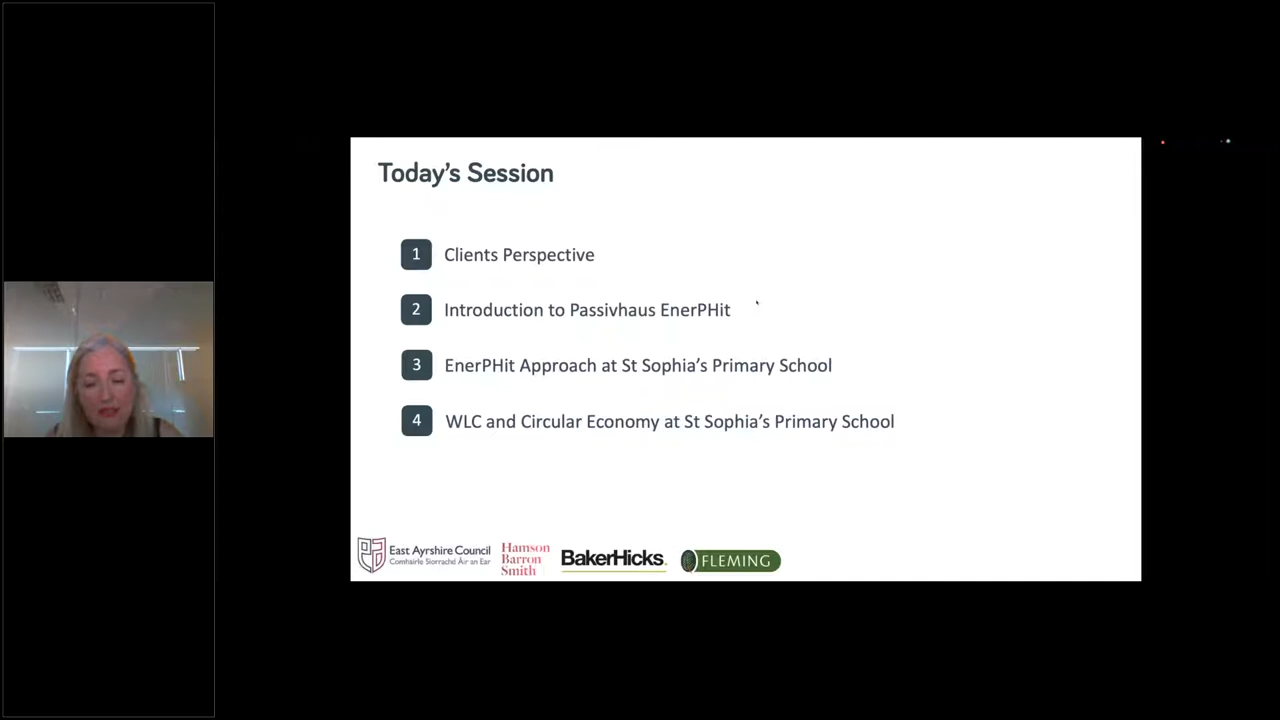 Today's Session
1 Clients Perspective
2 Introduction to Passivhaus EnerPHit
3 EnerPHit Approach at St Sophia's Primary School
4 WLC and Circular Economy at St Sophia's Primary School
East Ayrshire Council
Comhairle Siorrachd Àir an Ear
Hamson
Barron
Smith
BakerHicks.
FLEMING